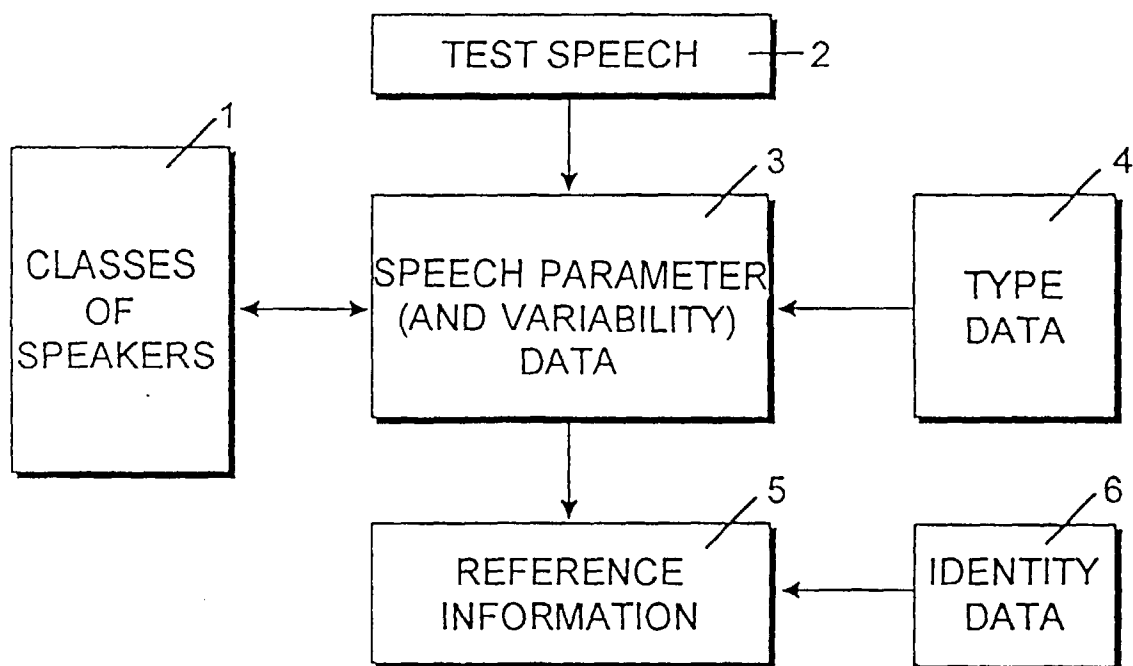 TEST SPEECH
2
1
CLASSES
OF
SPEAKERS
3
SPEECH PARAMETER
(AND VARIABILITY)
DATA
4
TYPE
DATA
5
REFERENCE
INFORMATION
6
IDENTITY
DATA